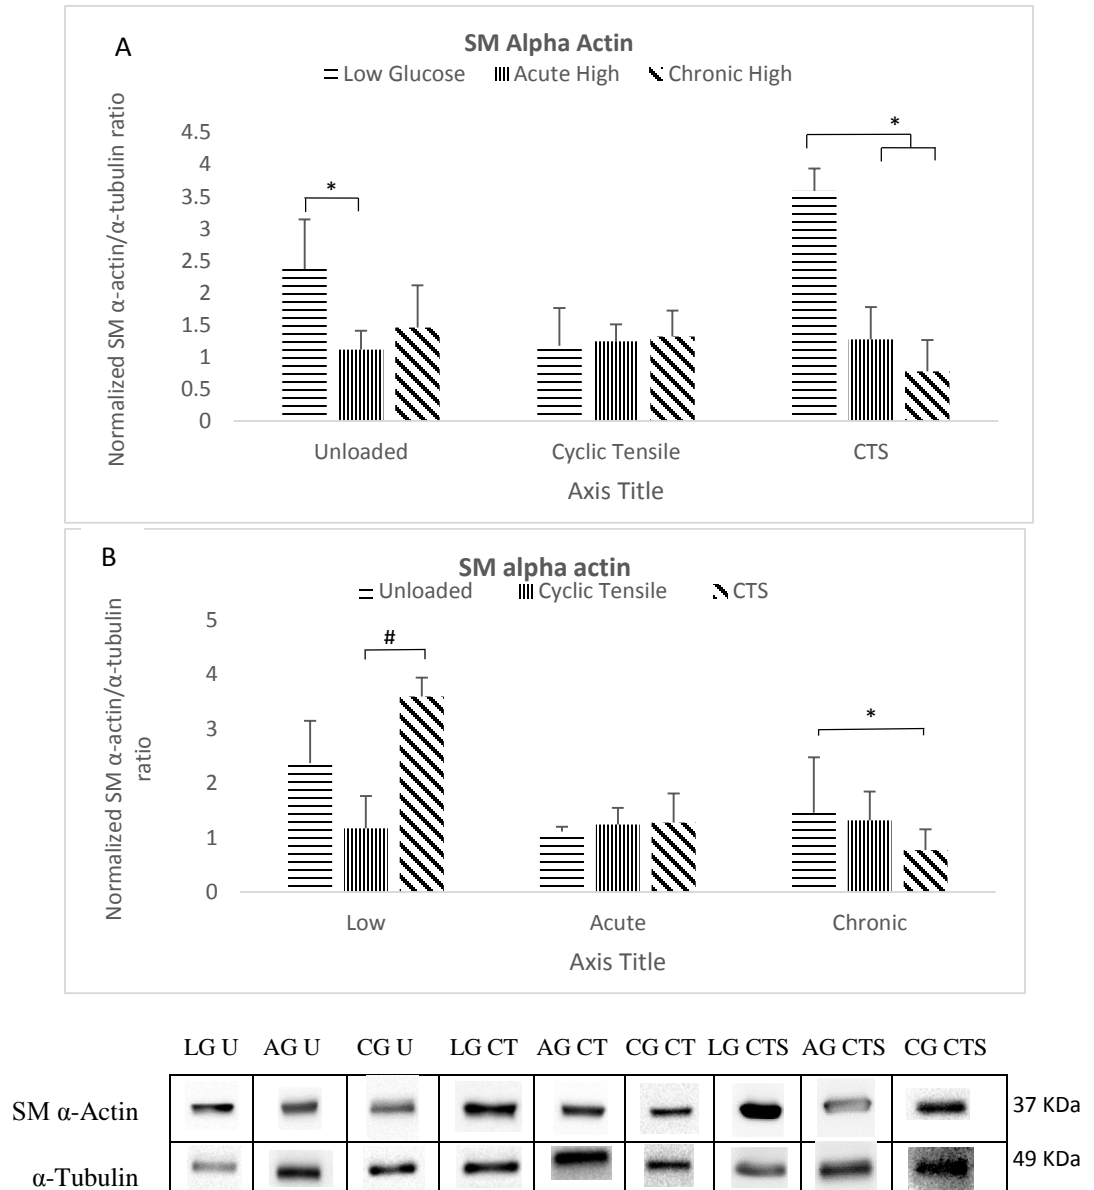 A
SM Alpha Actin
Low Glucose Acute High Chronic High
Normalized SM α-actin/α-tubulin ratio
4.5
4
3.5
3
2.5
2
1.5
1
0.5
0
*
*
Unloaded Cyclic Tensile CTS
Axis Title
B
SM alpha actin
Unloaded Cyclic Tensile CTS
Normalized SM α-actin/α-tubulin
ratio
5
4
3
2
1
0
#
*
Low Acute Chronic
Axis Title
LG U AG U CG U LG CT AG CT CG CT LG CTS AG CTS CG CTS
SM α-Actin 37 KDa
α-Tubulin 49 KDa